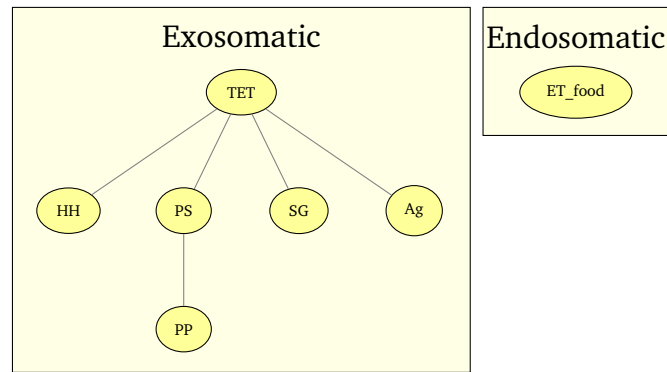 Exosomatic
TET
HH
PS
SG
Ag
PP
Endosomatic
ET_food